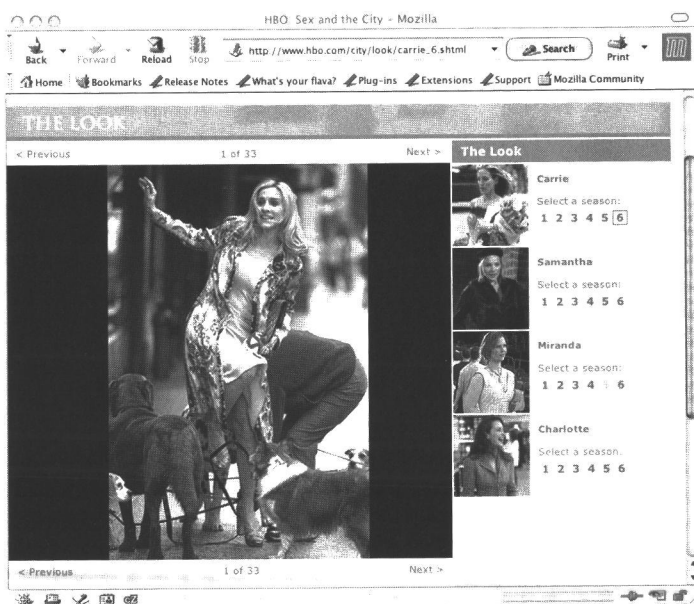 HBO: Sex and the City - Mozilla
Back Forward Reload Stop http://www.hbo.com/city/look/carrie_6.shtml Search Print
Home Bookmarks Release Notes What's your flava? Plug-ins Extensions Support Mozilla Community
THE LOOK
< Previous 1 of 33 Next >
The Look
Carrie
Select a season:
1 2 3 4 5 6
Samantha
Select a season:
1 2 3 4 5 6
Miranda
Select a season:
1 2 3 4 5 6
Charlotte
Select a season:
1 2 3 4 5 6
< Previous 1 of 33 Next >